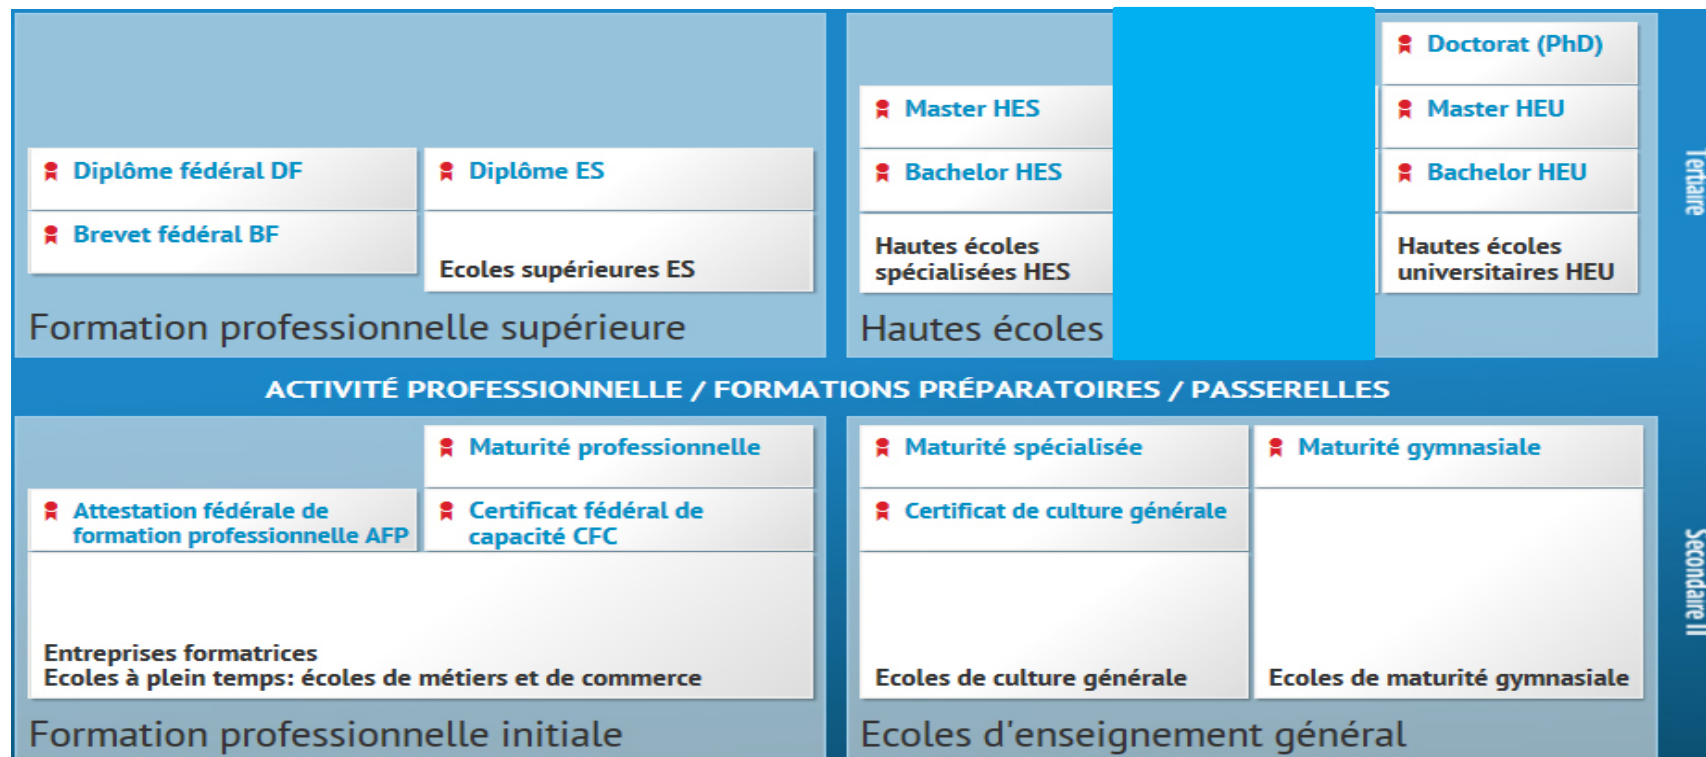 Doctorat (PhD)
Master HES
Master HEU
Diplôme fédéral DF
Diplôme ES
Bachelor HES
Bachelor HEU
Brevet fédéral BF
Ecoles supérieures ES
Hautes écoles
spécialisées HES
Hautes écoles
universitaires HEU
Formation professionnelle supérieure
Hautes écoles
Tertiaire
ACTIVITÉ PROFESSIONNELLE / FORMATIONS PRÉPARATOIRES / PASSERELLES
Maturité professionnelle
Maturité spécialisée
Maturité gymnasiale
Attestation fédérale de
formation professionnelle AFP
Certificat fédéral de
capacité CFC
Certificat de culture générale
Entreprises formatrices
Ecoles à plein temps: écoles de métiers et de commerce
Ecoles de culture générale
Ecoles de maturité gymnasiale
Formation professionnelle initiale
Ecoles d'enseignement général
Secondaire II